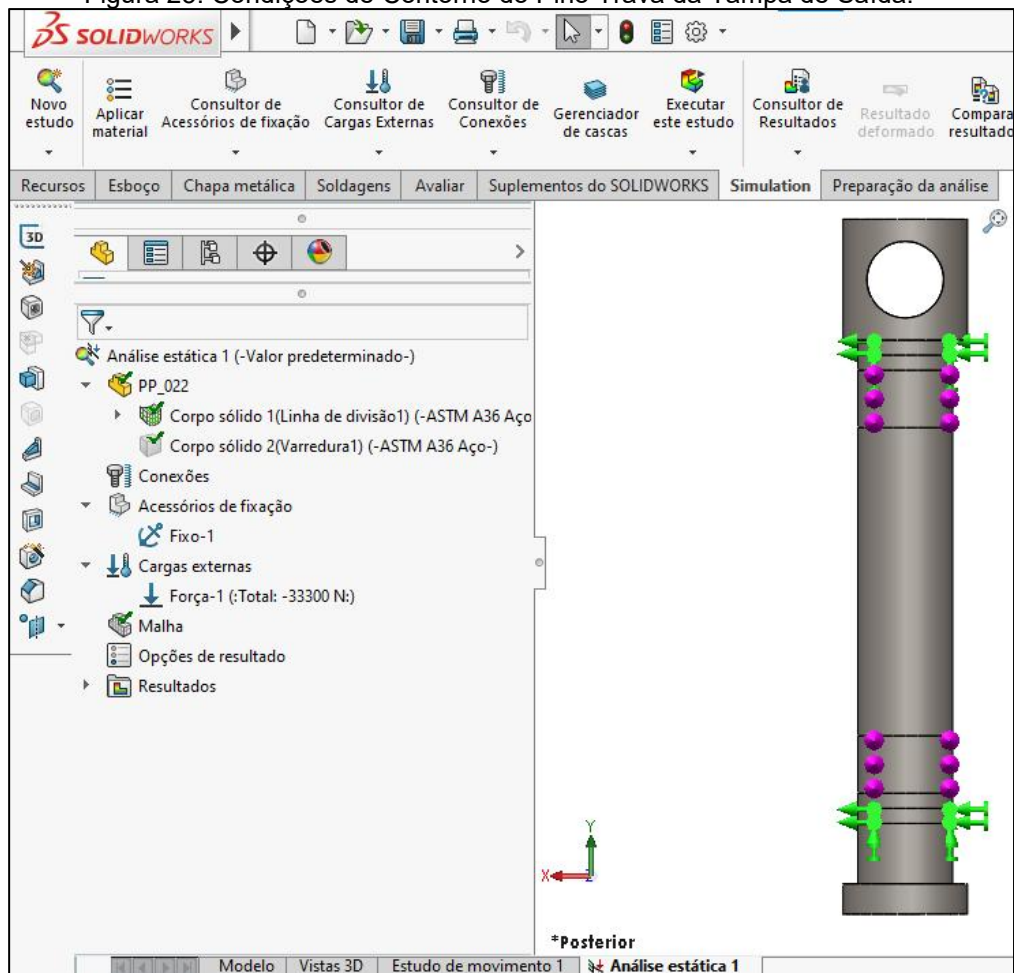 Figura 25: Condições de Contorno do Pino Trava da Tampa de Saída.
SOLIDWORKS
Novo estudo
Aplicar material
Consultor de Acessórios de fixação
Consultor de Cargas Externas
Consultor de Conexões
Gerenciador de cascas
Executar este estudo
Consultor de Resultados
Resultado deformado
Compara resultado
Recursos Esboço Chapa metálica Soldagens Avaliar Suplementos do SOLIDWORKS Simulation Preparação da análise
3D
Análise estática 1 (-Valor predeterminado-)
PP_022
Corpo sólido 1(Linha de divisão1) (-ASTM A36 Aço
Corpo sólido 2(Varredura1) (-ASTM A36 Aço-)
Conexões
Acessórios de fixação
Fixo-1
Cargas externas
Força-1 (:Total: -33300 N:)
Malha
Opções de resultado
Resultados
Y
X
Z
*Posterior
Modelo Vistas 3D Estudo de movimento 1 Análise estática 1